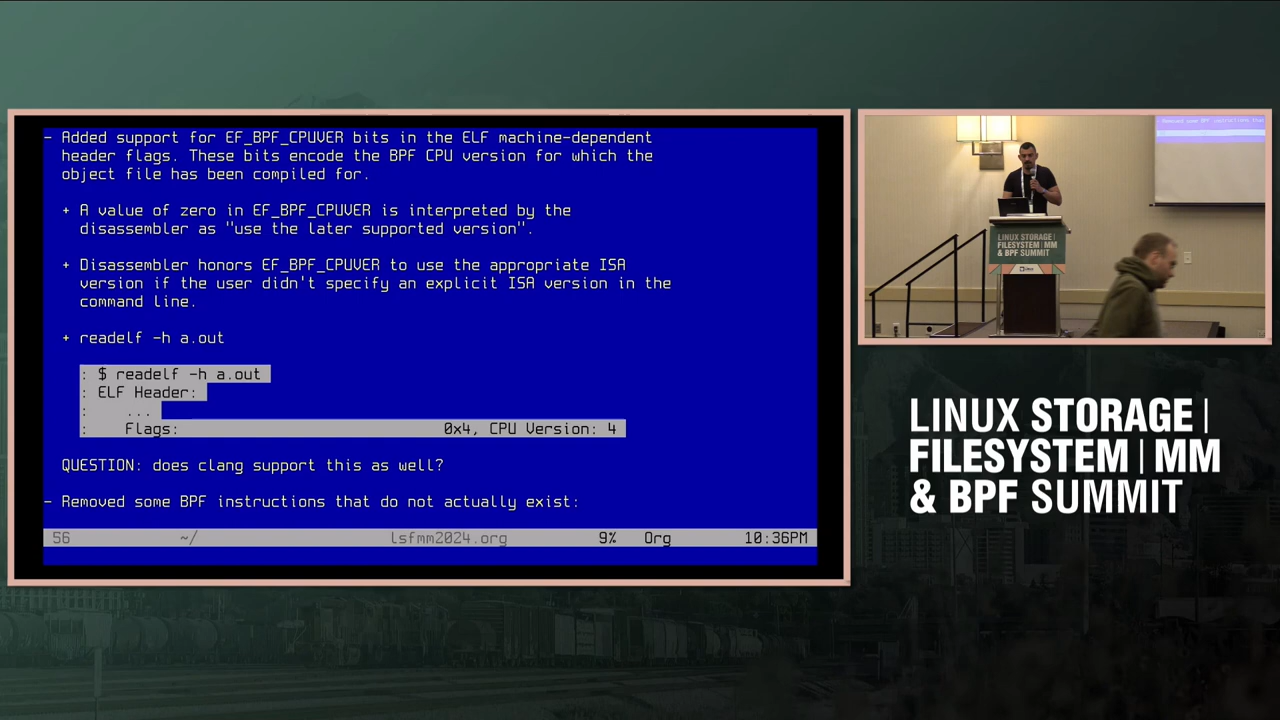 - Added support for EF_BPF_CPUVER bits in the ELF machine-dependent
header flags. These bits encode the BPF CPU version for which the
object file has been compiled for.
+ A value of zero in EF_BPF_CPUVER is interpreted by the
disassembler as "use the later supported version".
+ Disassembler honors EF_BPF_CPUVER to use the appropriate ISA
version if the user didn't specify an explicit ISA version in the
command line.
+ readelf -h a.out
: $ readelf -h a.out
: ELF Header:
: ...
: Flags: 0x4, CPU Version: 4
QUESTION: does clang support this as well?
- Removed some BPF instructions that do not actually exist:
56 ~/ lsfmm2024.org 9% Org 10:36PM
LINUX STORAGE |
FILESYSTEM | MM
& BPF SUMMIT
LINUX STORAGE |
FILESYSTEM | MM
& BPF SUMMIT